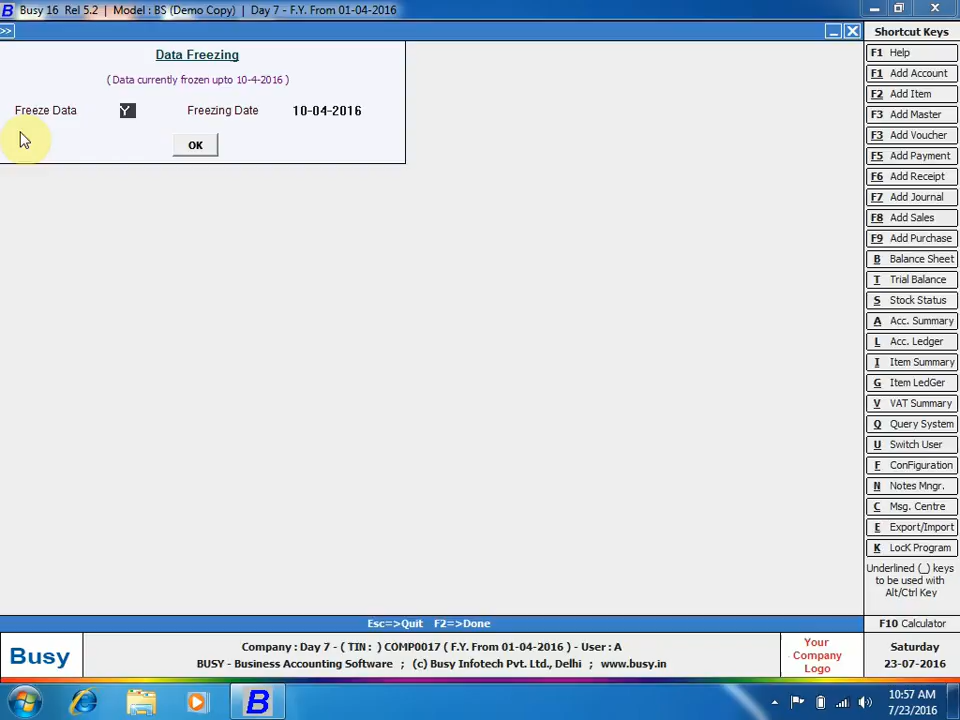 B Busy 16 Rel 5.2 | Model : BS (Demo Copy) | Day 7 - F.Y. From 01-04-2016
>>
Data Freezing
( Data currently frozen upto 10-4-2016 )
Freeze Data Y Freezing Date 10-04-2016
OK
Shortcut Keys
F1 Help
F1 Add Account
F2 Add Item
F3 Add Master
F3 Add Voucher
F5 Add Payment
F6 Add Receipt
F7 Add Journal
F8 Add Sales
F9 Add Purchase
B Balance Sheet
T Trial Balance
S Stock Status
A Acc. Summary
L Acc. Ledger
I Item Summary
G Item LedGer
V VAT Summary
Q Query System
U Switch User
F ConFiguration
N Notes Mngr.
C Msg. Centre
E Export/Import
K LocK Program
Underlined (_) keys
to be used with
Alt/Ctrl Key
Esc=>Quit F2=>Done
F10 Calculator
Busy
Company : Day 7 - ( TIN : ) COMP0017 ( F.Y. From 01-04-2016 ) - User : A
BUSY - Business Accounting Software ; (c) Busy Infotech Pvt. Ltd., Delhi ; www.busy.in
Your
Company
Logo
Saturday
23-07-2016
B
10:57 AM
7/23/2016